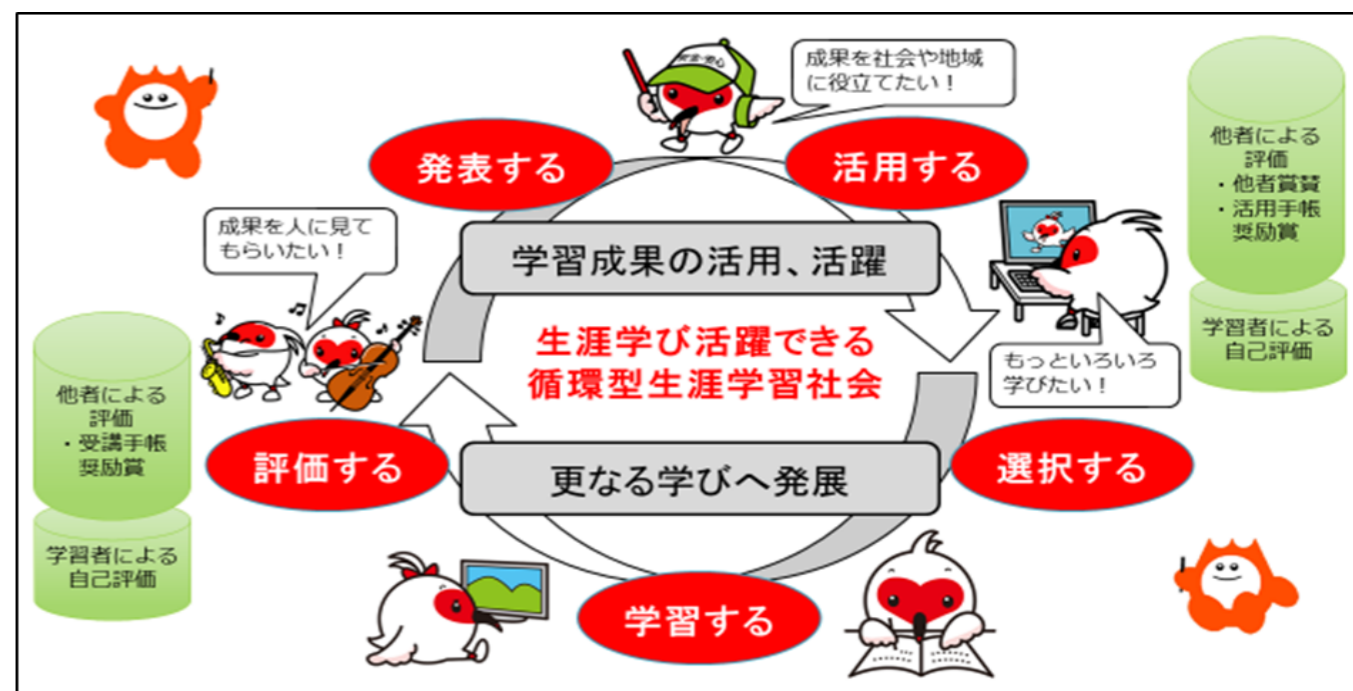 安全・安心
成果を社会や地域
に役立てたい！
発表する
活用する
他者による
評価
・他者賞賛
・活用手帳
奨励賞
成果を人に見て
もらいたい！
学習成果の活用、活躍
学習者による
自己評価
生涯学び活躍できる
循環型生涯学習社会
もっといろいろ
学びたい！
他者による
評価
・受講手帳
奨励賞
評価する
更なる学びへ発展
選択する
学習者による
自己評価
学習する